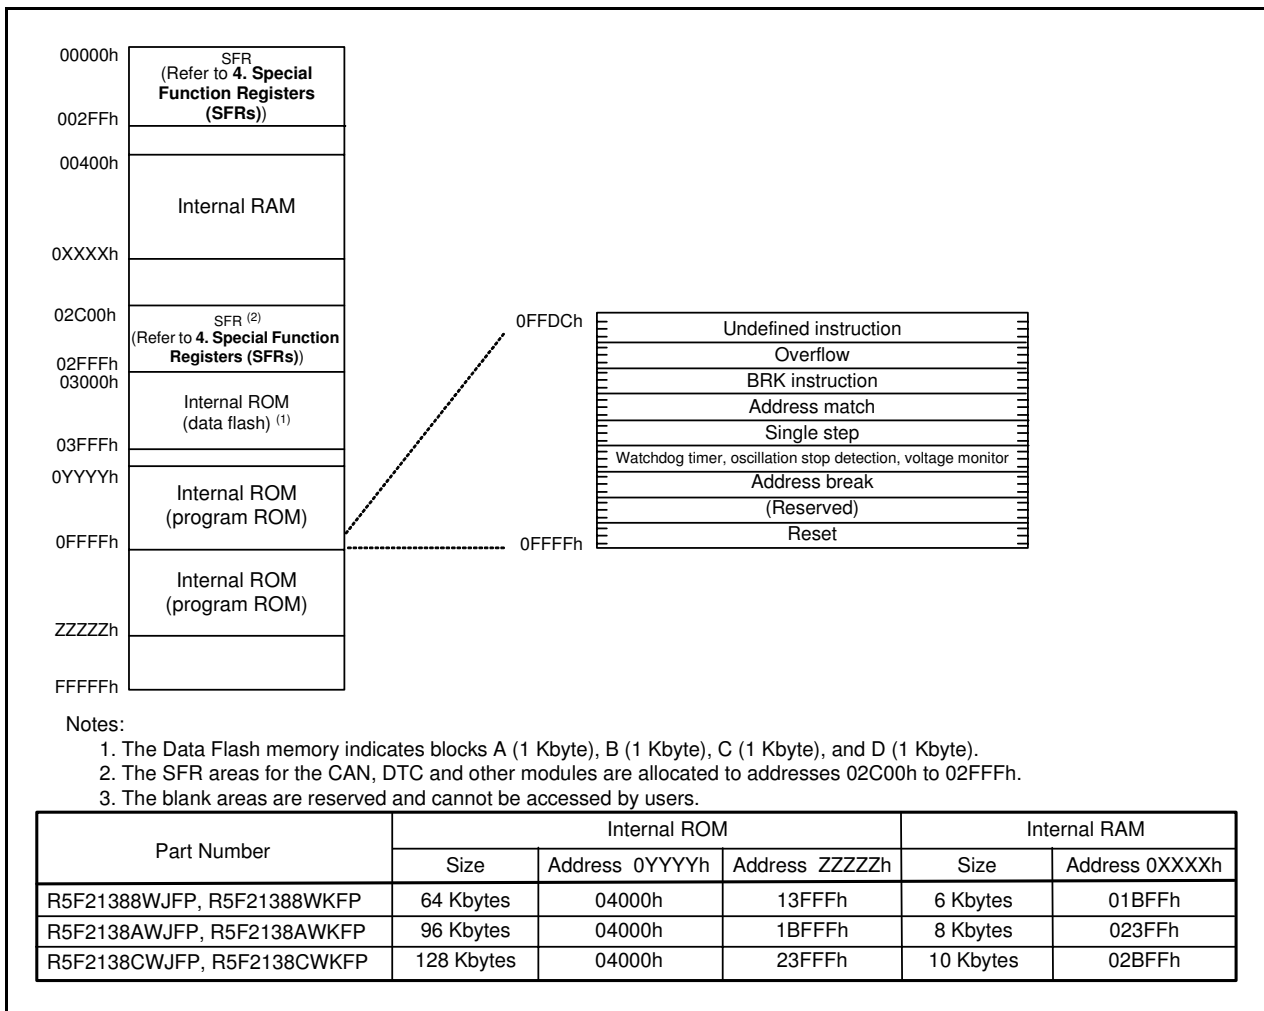 00000h
SFR
(Refer to 4. Special
Function Registers
(SFRs))
002FFh
00400h
Internal RAM
0XXXXh
02C00h
SFR (2)
(Refer to 4. Special Function
Registers (SFRs))
02FFFh
03000h
Internal ROM
(data flash) (1)
03FFFh
0YYYYh
Internal ROM
(program ROM)
0FFFFh
Internal ROM
(program ROM)
ZZZZZh
FFFFFh
0FFDCh
Undefined instruction
Overflow
BRK instruction
Address match
Single step
Watchdog timer, oscillation stop detection, voltage monitor
Address break
(Reserved)
Reset
0FFFFh
Notes:
1. The Data Flash memory indicates blocks A (1 Kbyte), B (1 Kbyte), C (1 Kbyte), and D (1 Kbyte).
2. The SFR areas for the CAN, DTC and other modules are allocated to addresses 02C00h to 02FFFh.
3. The blank areas are reserved and cannot be accessed by users.
Part Number Internal ROM Internal RAM
Size Address 0YYYYh Address ZZZZZh Size Address 0XXXXh
R5F21388WJFP, R5F21388WKFP 64 Kbytes 04000h 13FFFh 6 Kbytes 01BFFh
R5F2138AWJFP, R5F2138AWKFP 96 Kbytes 04000h 1BFFFh 8 Kbytes 023FFh
R5F2138CWJFP, R5F2138CWKFP 128 Kbytes 04000h 23FFFh 10 Kbytes 02BFFh